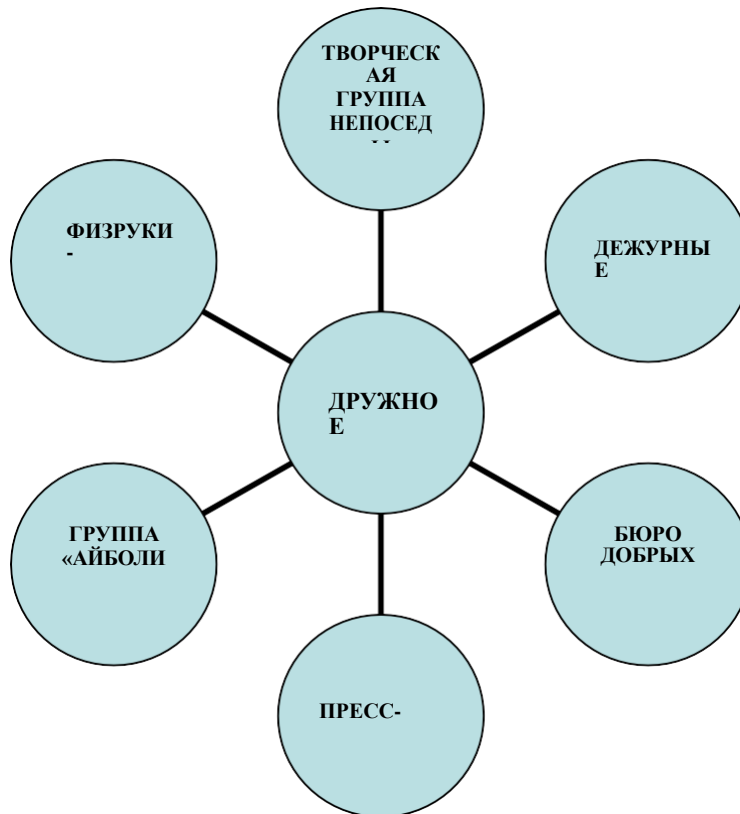 ТВОРЧЕСК
АЯ
ГРУППА
НЕПОСЕД
ФИЗРУКИ
-
ДЕЖУРНЫ
Е
ДРУЖНО
Е
ГРУППА
«АЙБОЛИ
БЮРО
ДОБРЫХ
ПРЕСС-